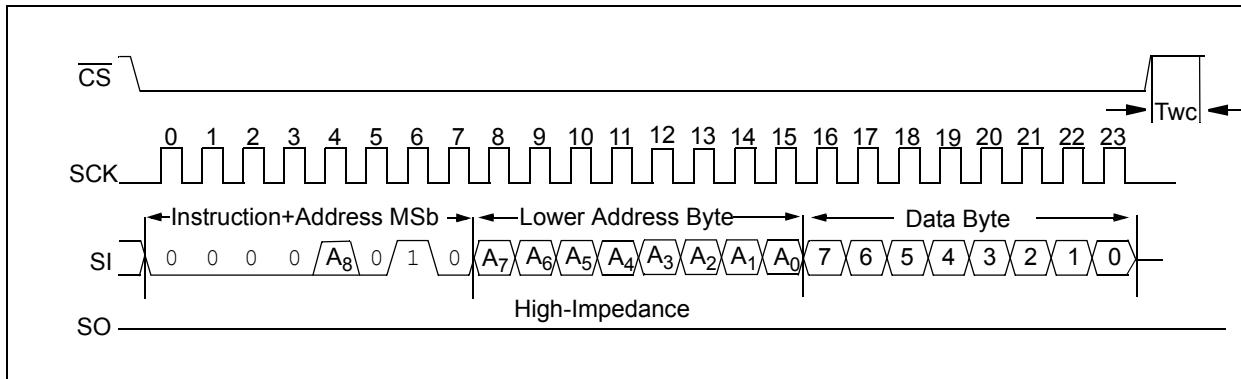 CS
Twc
0 1 2 3 4 5 6 7 8 9 10 11 12 13 14 15 16 17 18 19 20 21 22 23
SCK
Instruction+Address MSb Lower Address Byte Data Byte
SI 0 0 0 0 A8 0 1 0 A7 A6 A5 A4 A3 A2 A1 A0 7 6 5 4 3 2 1 0
High-Impedance
SO